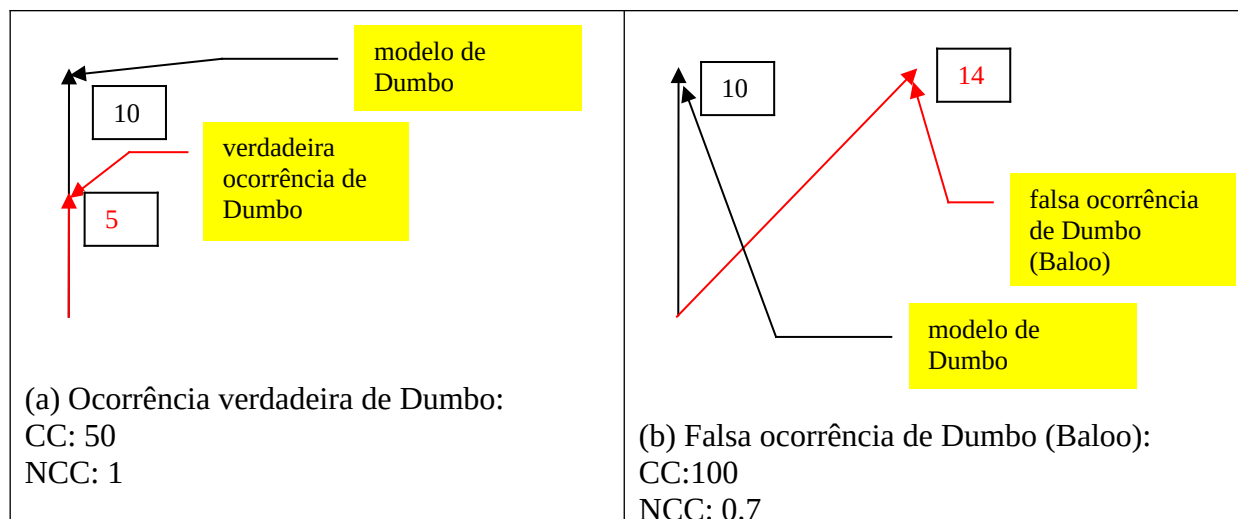 modelo de
Dumbo
10
verdadeira
ocorrência de
Dumbo
5
(a) Ocorrência verdadeira de Dumbo:
CC: 50
NCC: 1
10
14
falsa ocorrência
de Dumbo
(Baloo)
modelo de
Dumbo
(b) Falsa ocorrência de Dumbo (Baloo):
CC:100
NCC: 0.7